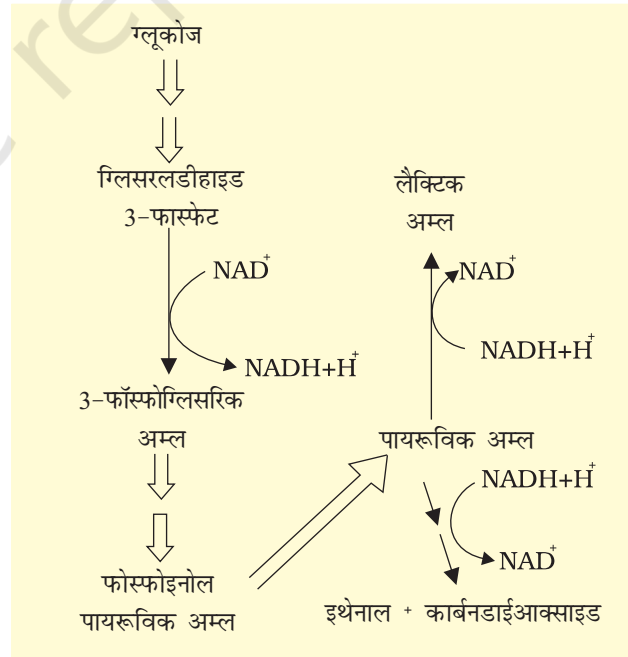 ग्लूकोज
ग्लिसरलडीहाइड
3-फास्फेट
NAD⁺
NADH+H⁺
3-फॉस्फोग्लिसरिक
अम्ल
फोस्फोइनोल
पायरूविक अम्ल
लैक्टिक
अम्ल
NAD⁺
NADH+H⁺
पायरूविक अम्ल
NADH+H⁺
NAD⁺
इथेनाल + कार्बनडाईआक्साइड